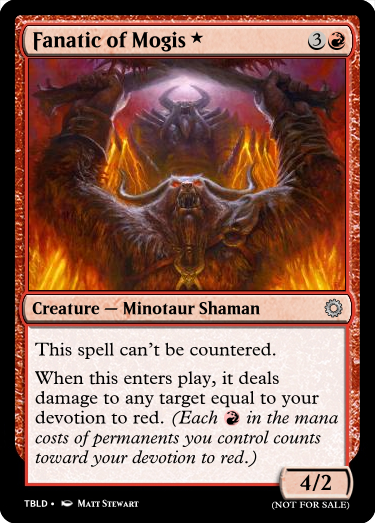 Fanatic of Mogis ★ 3
Creature — Minotaur Shaman
This spell can't be countered.
When this enters play, it deals
damage to any target equal to your
devotion to red. (Each in the mana
costs of permanents you control counts
toward your devotion to red.)
4/2
TBLD • Matt Stewart
(NOT FOR SALE)